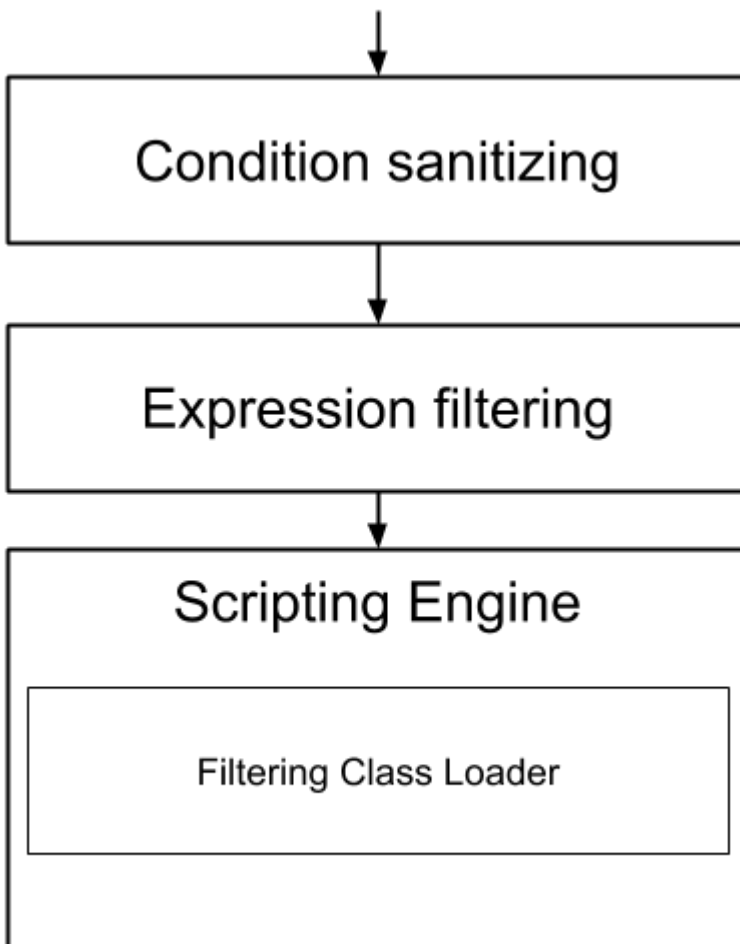 Condition sanitizing
Expression filtering
Scripting Engine
Filtering Class Loader